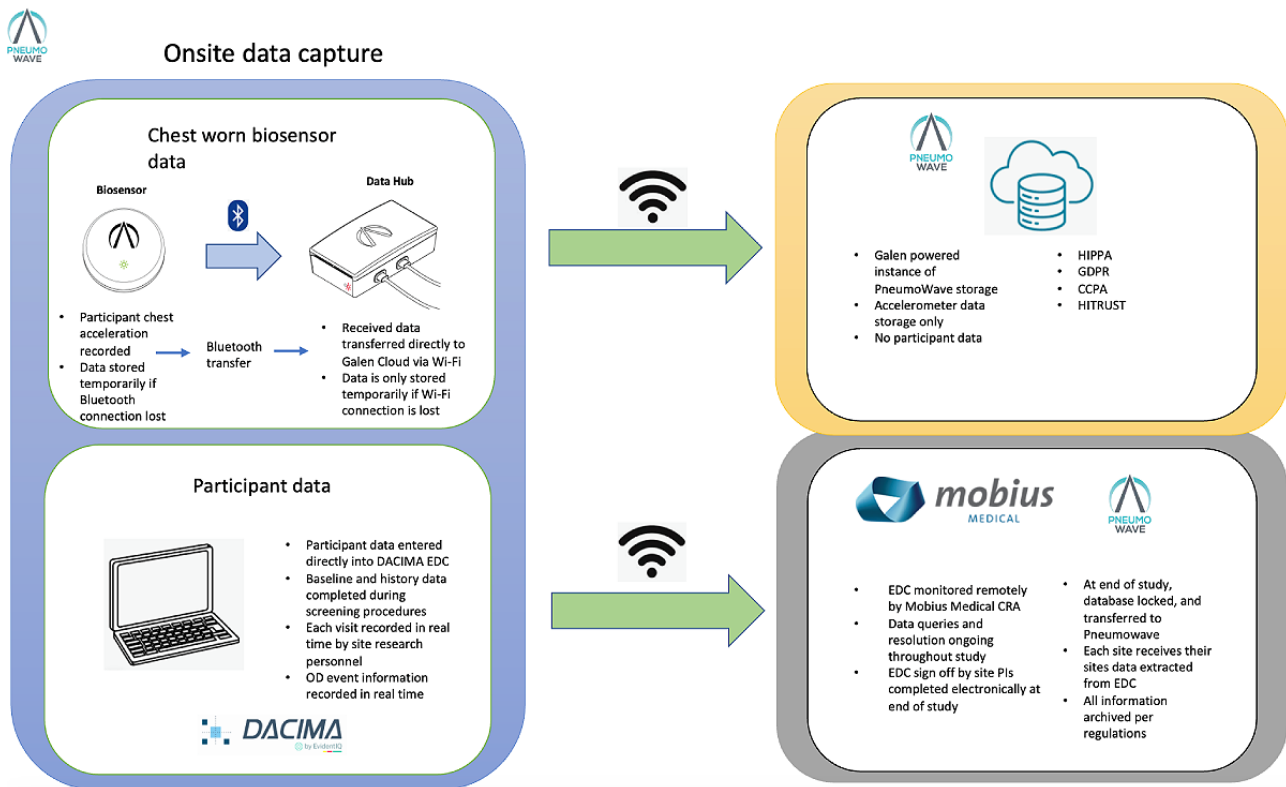 PNEUMO
WAVE
Onsite data capture
Chest worn biosensor
data
Biosensor
Data Hub
• Participant chest
acceleration
recorded
• Data stored
temporarily if
Bluetooth
connection lost
Bluetooth
transfer
• Received data
transferred directly to
Galen Cloud via Wi-Fi
• Data is only stored
temporarily if Wi-Fi
connection is lost
PNEUMO
WAVE
• Galen powered
instance of
PneumoWave storage
• Accelerometer data
storage only
• No participant data
• HIPPA
• GDPR
• CCPA
• HITRUST
Participant data
• Participant data entered
directly into DACIMA EDC
• Baseline and history data
completed during
screening procedures
• Each visit recorded in real
time by site research
personnel
• OD event information
recorded in real time
DACIMA
by EvidentIQ
mobius
MEDICAL
PNEUMO
WAVE
• EDC monitored remotely
by Mobius Medical CRA
• Data queries and
resolution ongoing
throughout study
• EDC sign off by site PIs
completed electronically at
end of study
• At end of study,
database locked, and
transferred to
Pneumowave
• Each site receives their
sites data extracted
from EDC
• All information
archived per
regulations